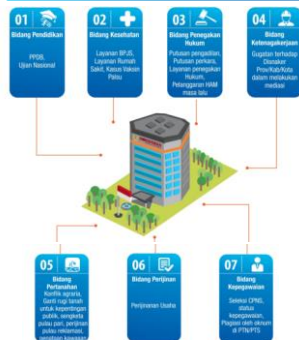 01
Bidang Pendidikan
PPDB,
Ujian Nasional
02
Bidang Kesehatan
Layanan BPJS,
Layanan Rumah
Sakit, Kasus Vaksin
Palsu
03
Bidang Penegakan
Hukum
Putusan pengadilan,
Putusan perkara,
Layanan penegakan
Hukum,
Pelanggaran HAM
masa lalu
04
Bidang
Ketenagakerjaan
Gugatan terhadap
Disnaker
Prov/Kab/Kota
dalam melakukan
mediasi
05
Bidang
Pertanahan
Konflik agraria,
Ganti rugi tanah
untuk kepentingan
publik, sengketa
pulau pari, perijinan
pulau reklamasi,
kawasan
06
Bidang Perijinan
Perijinanan Usaha
07
Bidang
Kepegawaian
Seleksi CPNS,
status
kepegawaian,
Plagiasi oleh oknum
di PTN/PTS